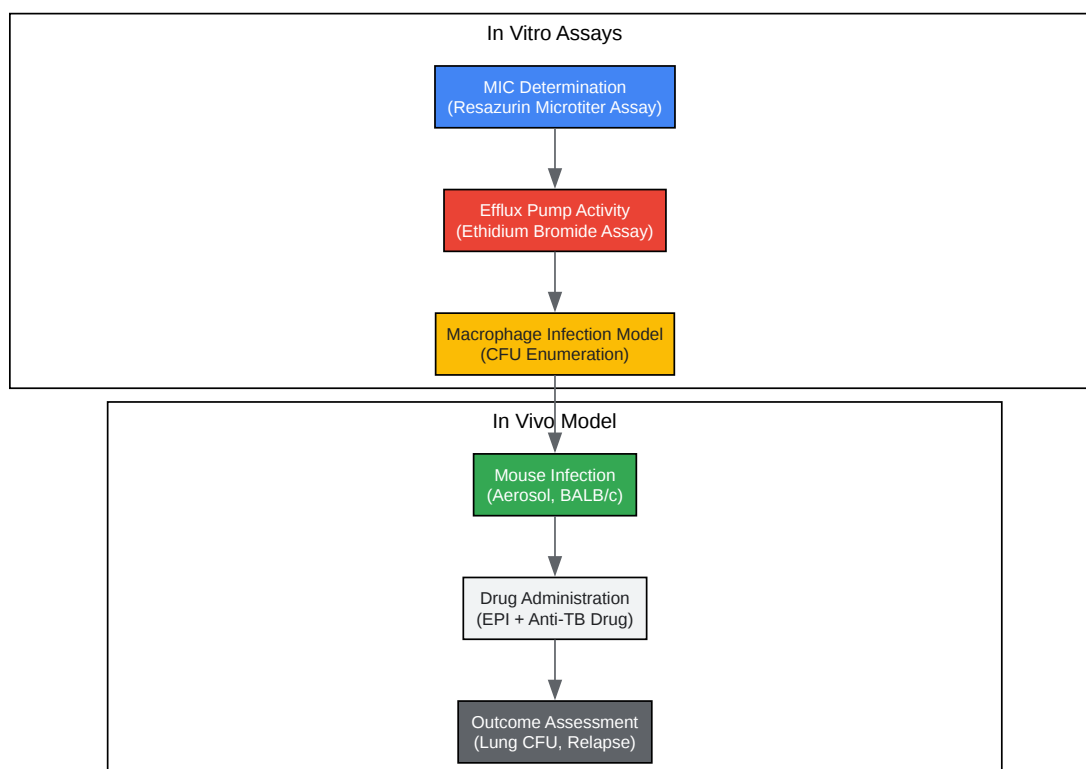 In Vitro Assays
MIC Determination
(Resazurin Microtiter Assay)
Efflux Pump Activity
(Ethidium Bromide Assay)
Macrophage Infection Model
(CFU Enumeration)
In Vivo Model
Mouse Infection
(Aerosol, BALB/c)
Drug Administration
(EPI + Anti-TB Drug)
Outcome Assessment
(Lung CFU, Relapse)